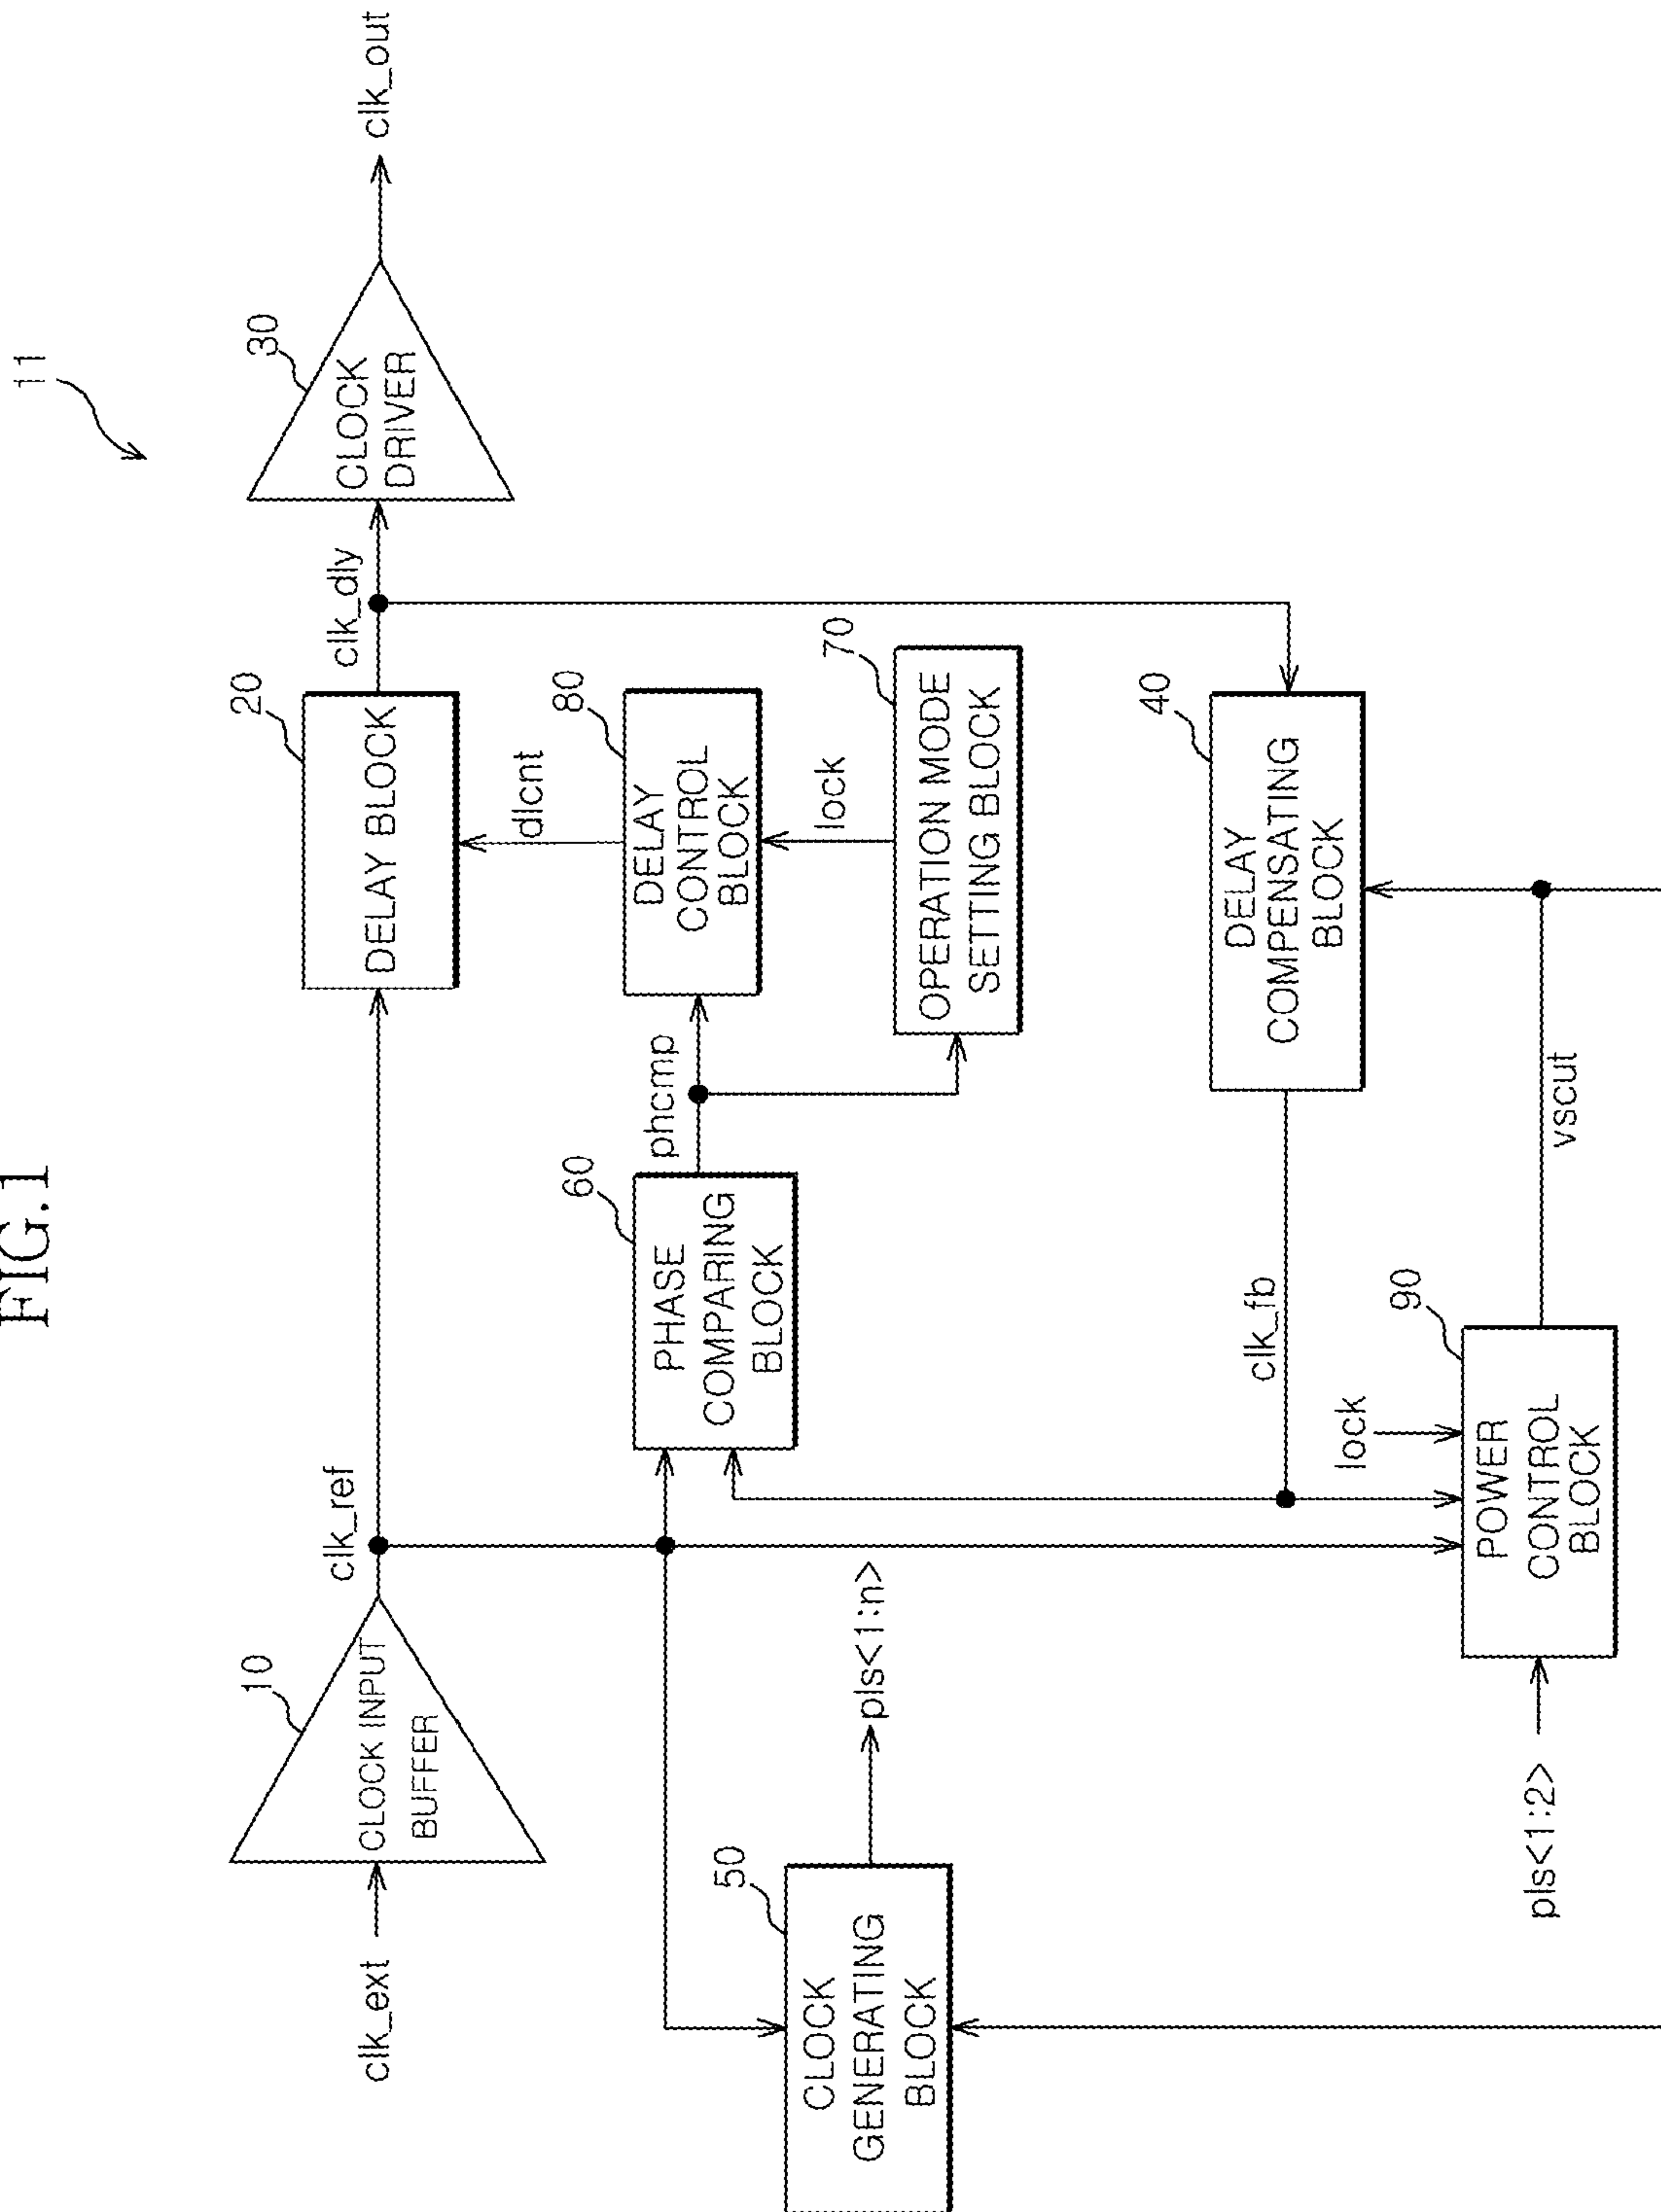 FIG.1
11
clk_ext
10
CLOCK INPUT
BUFFER
clk_ref
20
DELAY BLOCK
clk_dly
30
CLOCK
DRIVER
clk_out
60
PHASE
COMPARING
BLOCK
phcmp
80
DELAY
CONTROL
BLOCK
dlcnt
lock
70
OPERATION MODE
SETTING BLOCK
50
CLOCK
GENERATING
BLOCK
pls<1:n>
40
DELAY
COMPENSATING
BLOCK
clk_fb
lock
90
POWER
CONTROL
BLOCK
pls<1:2>
vscut